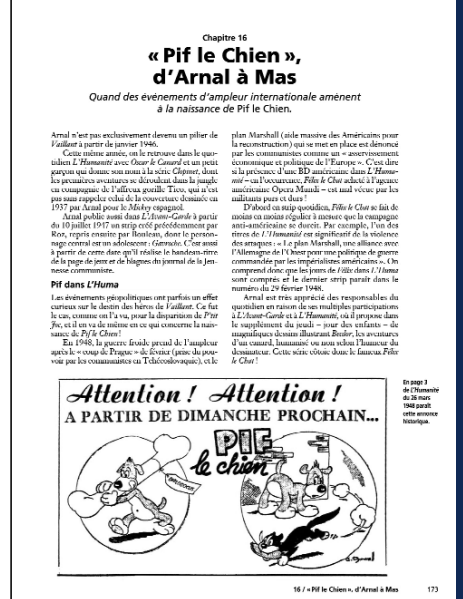 Chapitre 16
« Pif le Chien »,
d'Arnal à Mas
Quand des événements d'ampleur internationale amènent
à la naissance de Pif le Chien.
Arnal n'est pas exclusivement devenu un pilier de
Vaillant à partir de janvier 1946.
Cette même année, on le retrouve dans le quo-
tidien L'Humanité avec Oscar le Canard et un petit
garçon qui donne son nom à la série Clopinet, dont
les premières aventures se déroulent dans la jungle
en compagnie de l'affreux gorille Tico, qui n'est
pas sans rappeler celui de la couverture dessinée en
1937 par Arnal pour le Mickey espagnol.
Arnal publie aussi dans L'Avant-Garde à partir
du 10 juillet 1947 un strip créé précédemment par
Roz, repris ensuite par Bouleau, dont le person-
nage central est un adolescent : Gavroche. C'est aussi
à partir de cette date qu'il réalise le bandeau-titre
de la page de jeux et de blagues du journal de la Jeu-
nesse communiste.
Pif dans L'Huma
Les événements géopolitiques ont parfois un effet
curieux sur le destin des héros de Vaillant. Ce fut
le cas, comme on l'a vu, pour la disparition de P'tit
Joc, et il en va de même en ce qui concerne la nais-
sance de Pif le Chien !
En 1948, la guerre froide prend de l'ampleur
après le « coup de Prague » de février (prise du pou-
voir par les communistes en Tchécoslovaquie), et le
plan Marshall (aide massive des Américains pour
la reconstruction) qui se met en place est dénoncé
par les communistes comme un « asservissement
économique et politique de l'Europe ». C'est dire
si la présence d'une BD américaine dans L'Huma-
nité – en l'occurrence, Félix le Chat acheté à l'agence
américaine Opera Mundi – est mal vécue par les
militants purs et durs !
D'abord en strip quotidien, Félix le Chat se fait de
moins en moins régulier à mesure que la campagne
anti-américaine se durcit. Par exemple, l'un des
titres de L'Humanité est significatif de la violence
des attaques : « Le plan Marshall, une alliance avec
l'Allemagne de l'Ouest pour une politique de guerre
commandée par les impérialistes américains ». On
comprend donc que les jours de Félix dans L'Huma
sont comptés et le dernier strip paraît dans le
numéro du 29 février 1948.
Arnal est très apprécié des responsables du
quotidien en raison de ses multiples participations
à L'Avant-Garde et à L'Humanité, où il propose dans
le supplément du jeudi – jour des enfants – de
magnifiques dessins illustrant les aventures
d'un canard, humanisé ou non selon l'humeur du
dessinateur. Cette série côtoie donc le fameux Félix
le Chat !
Attention ! Attention !
A PARTIR DE DIMANCHE PROCHAIN...
PIF
le chien
En page 3
de L'Humanité
du 26 mars
1948 paraît
cette annonce
historique.
16 / « Pif le Chien », d'Arnal à Mas 173